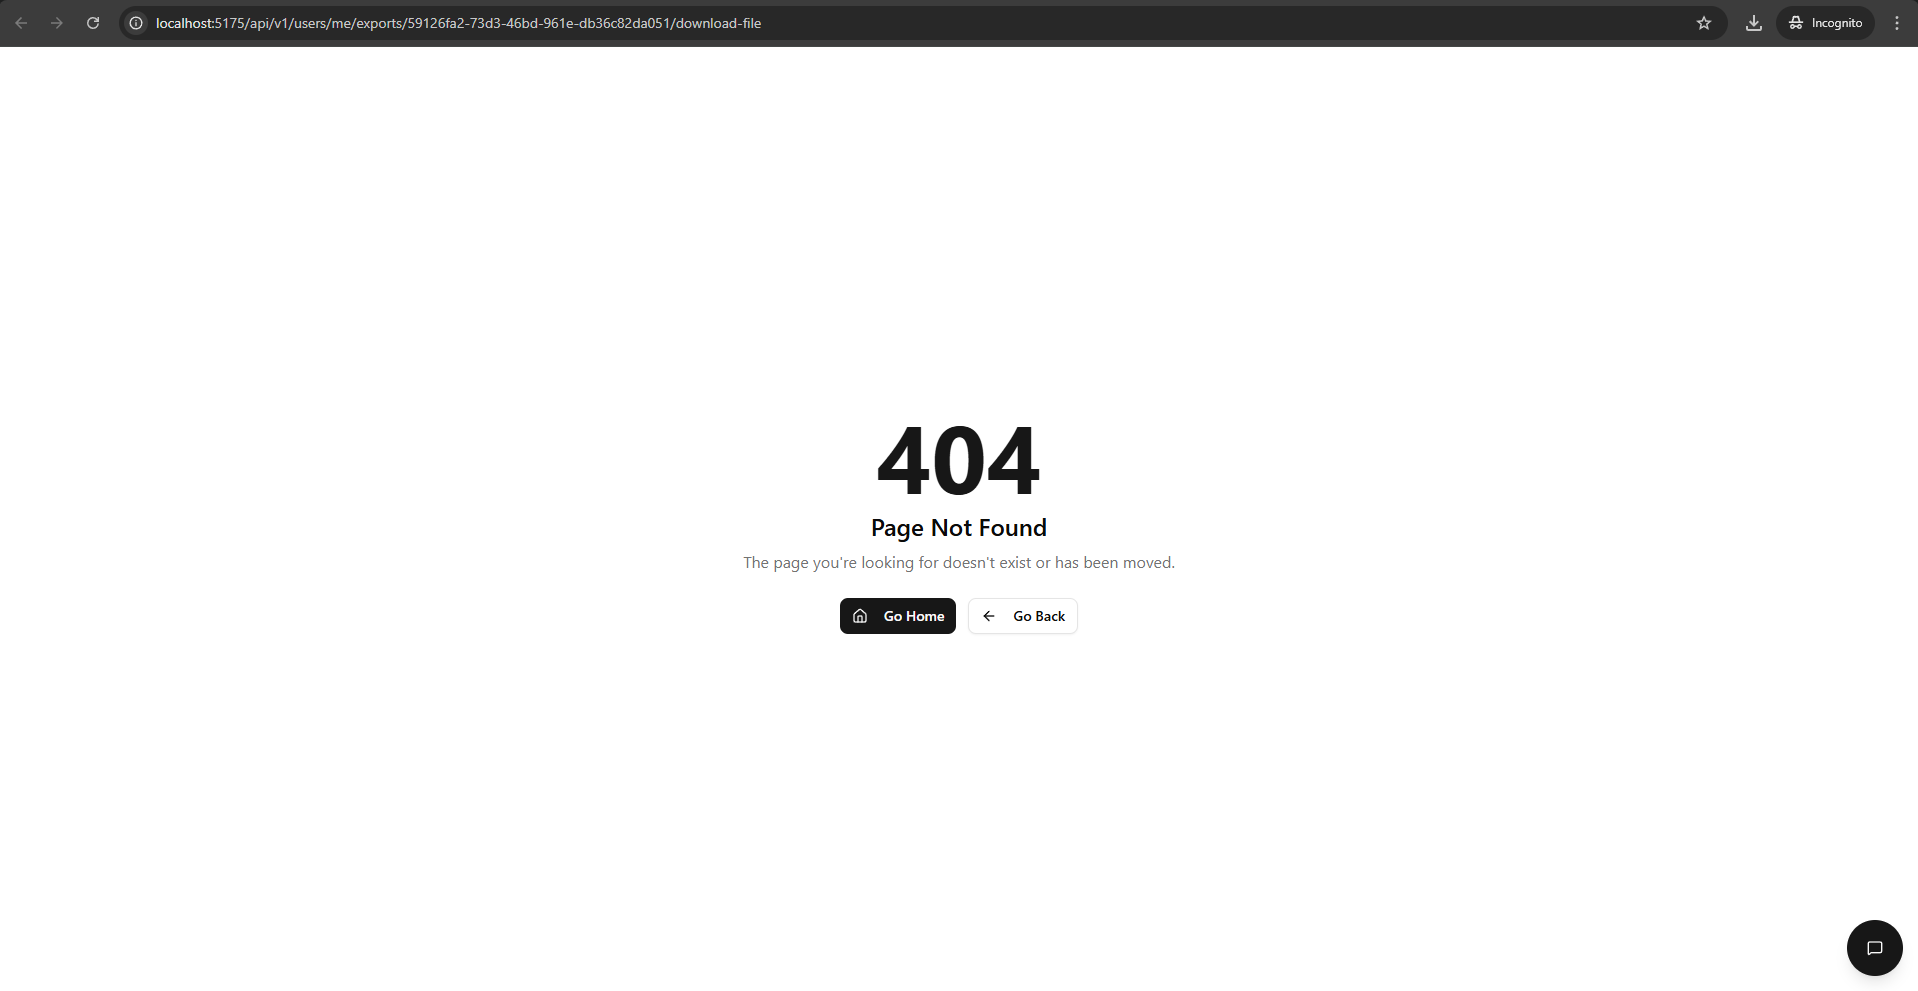 localhost:5175/api/v1/users/me/exports/59126fa2-73d3-46bd-961e-db36c82da051/download-file
Incognito
404
Page Not Found
The page you're looking for doesn't exist or has been moved.
Go Home
Go Back